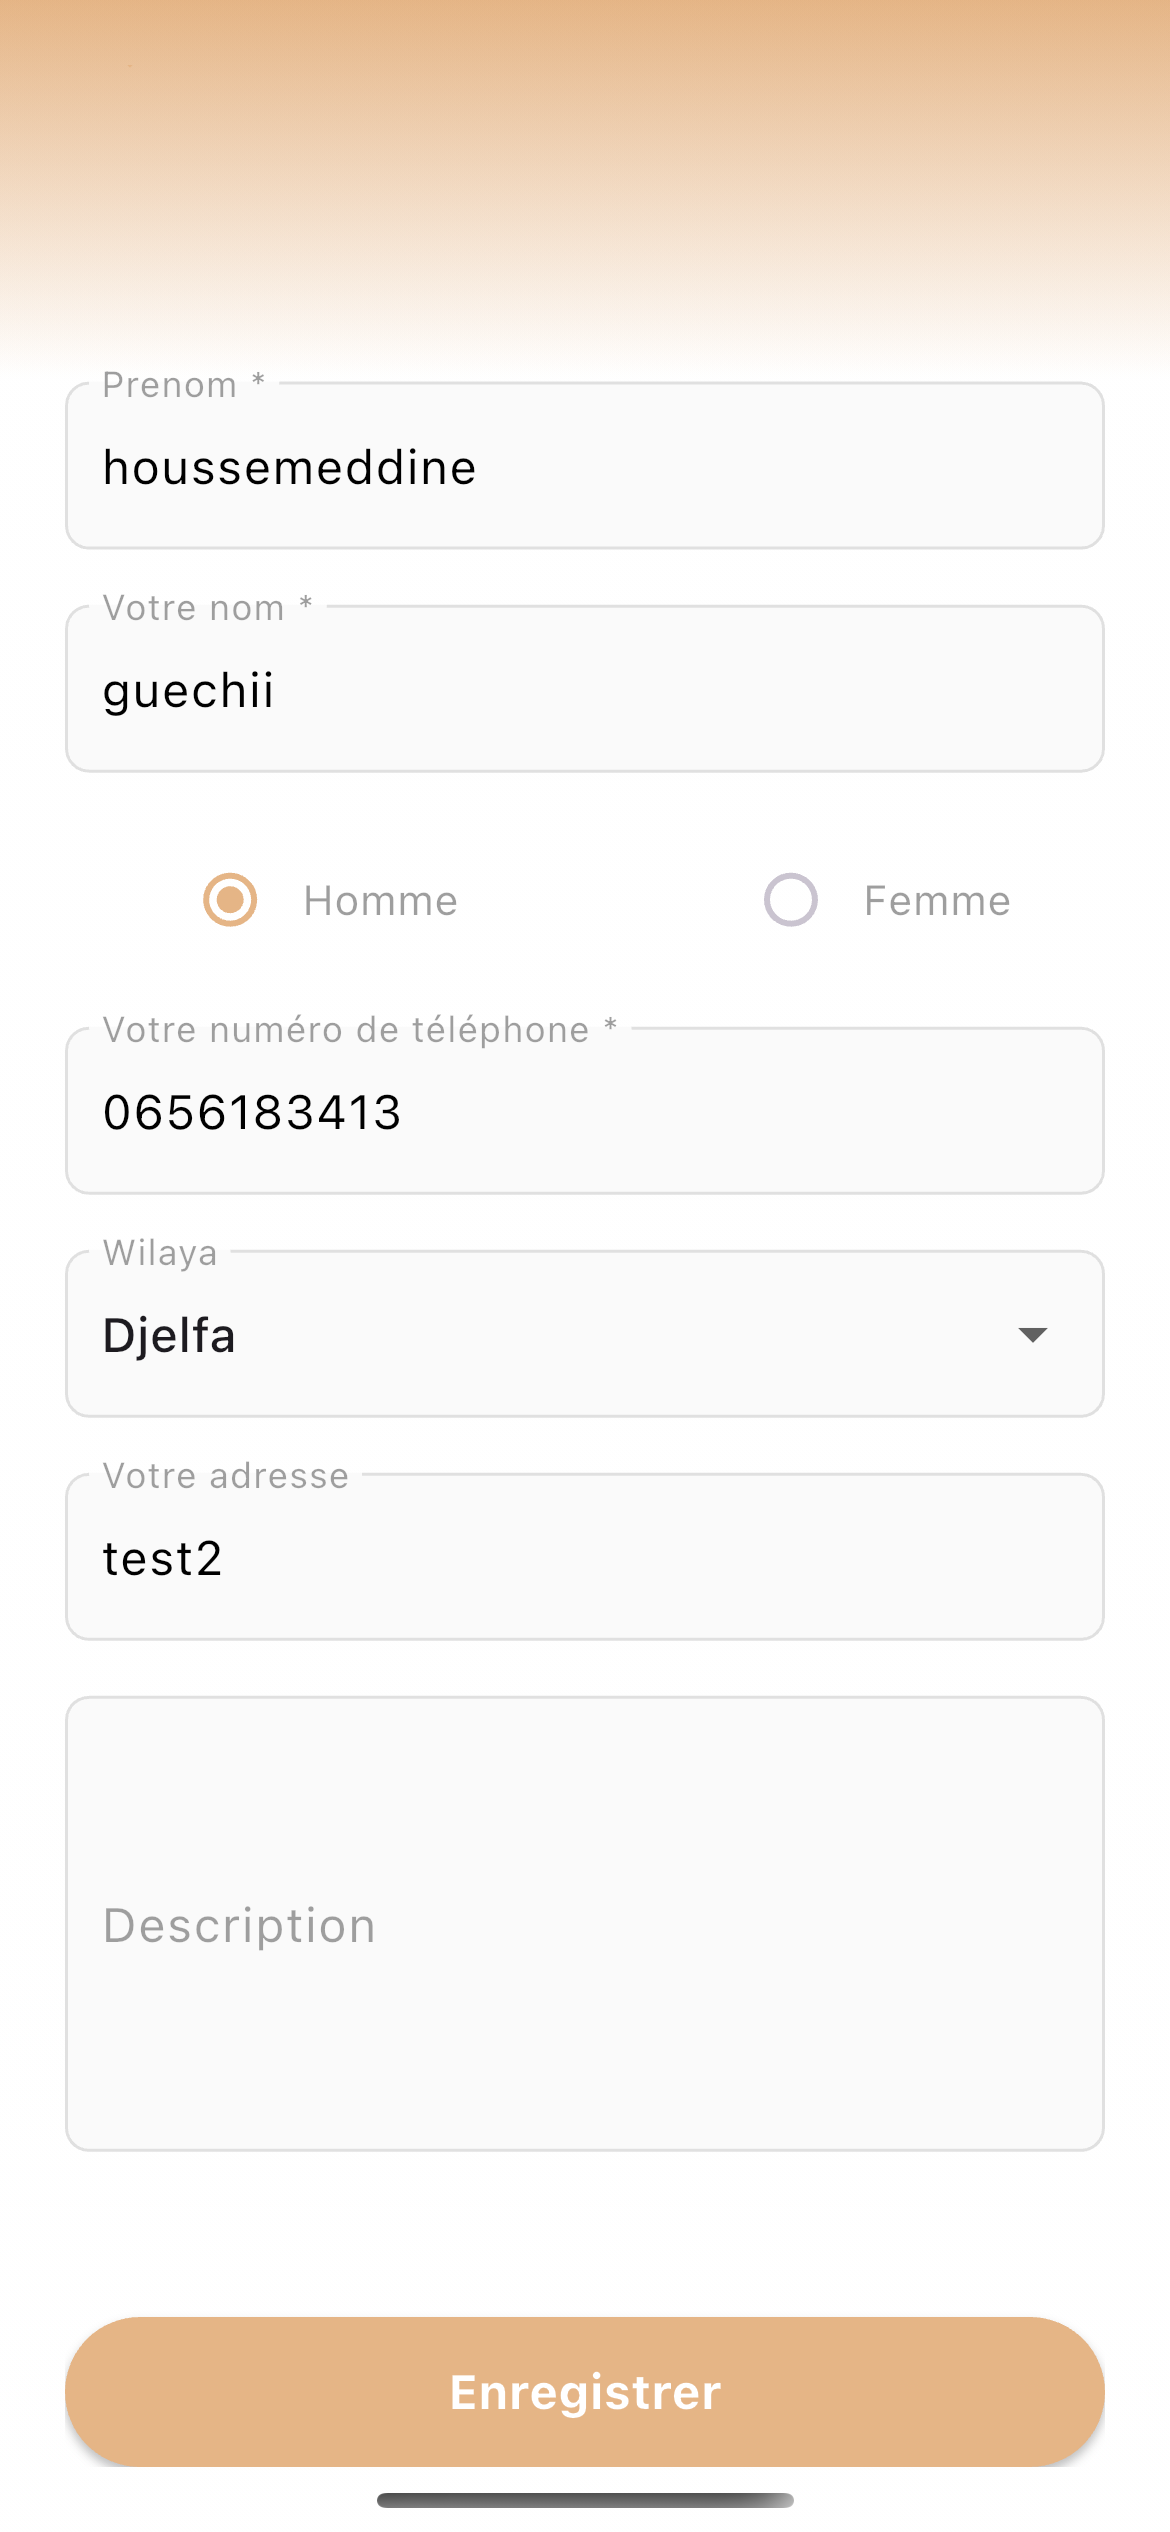 Prenom *
houssemeddine
Votre nom *
guechii
Homme
Femme
Votre numéro de téléphone *
0656183413
Wilaya
Djelfa
Votre adresse
test2
Description
Enregistrer